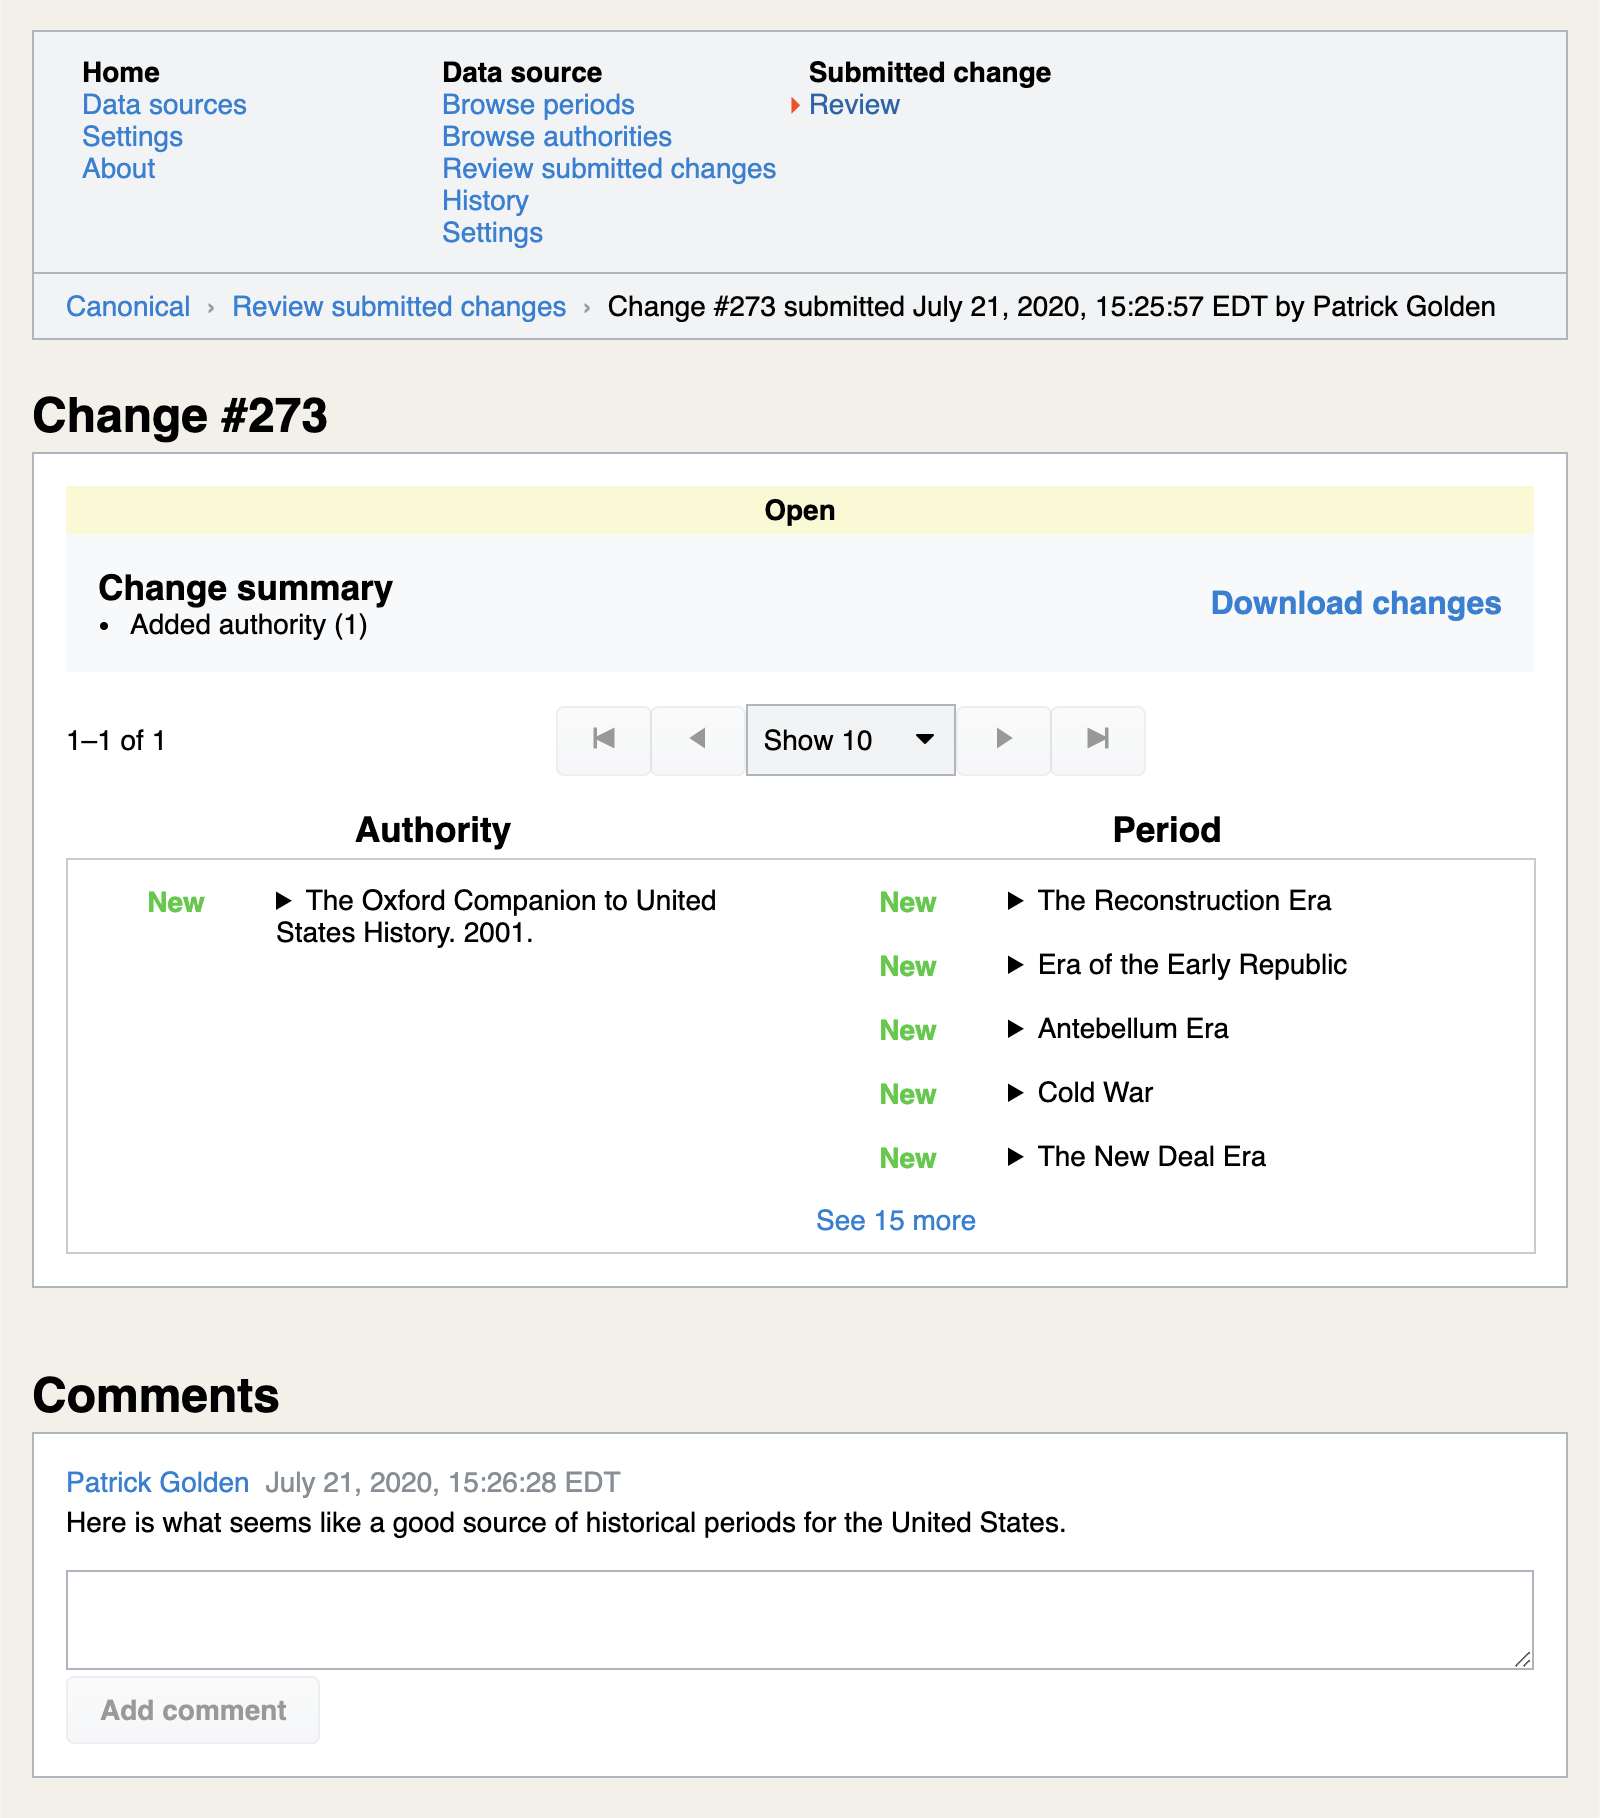 Home
Data sources
Settings
About
Data source
Browse periods
Browse authorities
Review submitted changes
History
Settings
Submitted change
Review
Canonical › Review submitted changes › Change #273 submitted July 21, 2020, 15:25:57 EDT by Patrick Golden
Change #273
Open
Change summary
• Added authority (1)
Download changes
1–1 of 1
Show 10
Authority
Period
New
The Oxford Companion to United
States History. 2001.
New The Reconstruction Era
New Era of the Early Republic
New Antebellum Era
New Cold War
New The New Deal Era
See 15 more
Comments
Patrick Golden July 21, 2020, 15:26:28 EDT
Here is what seems like a good source of historical periods for the United States.
Add comment